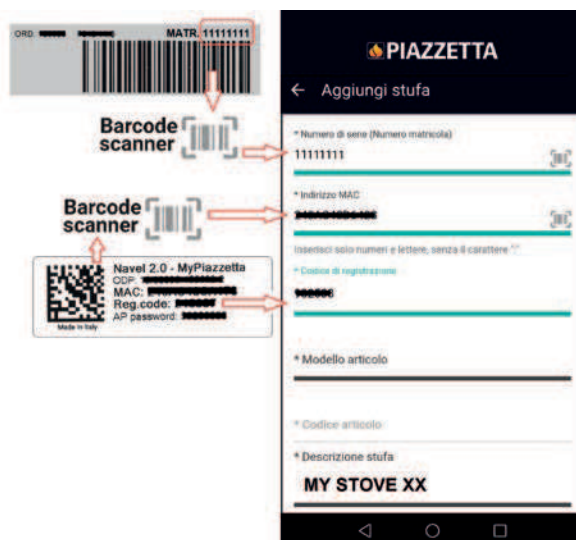 ORD.
MATR. 11111111
Barcode
scanner
Barcode
scanner
Navel 2.0 - MyPiazzetta
ODP:
MAC:
Reg.code:
AP password:
Made in Italy
PIAZZETTA
← Aggiungi stufa
* Numero di serie (Numero matricola)
11111111
* Indirizzo MAC
Inserisci solo numeri e lettere, senza il carattere ":"
* Codice di registrazione
* Modello articolo
* Codice articolo
* Descrizione stufa
MY STOVE XX